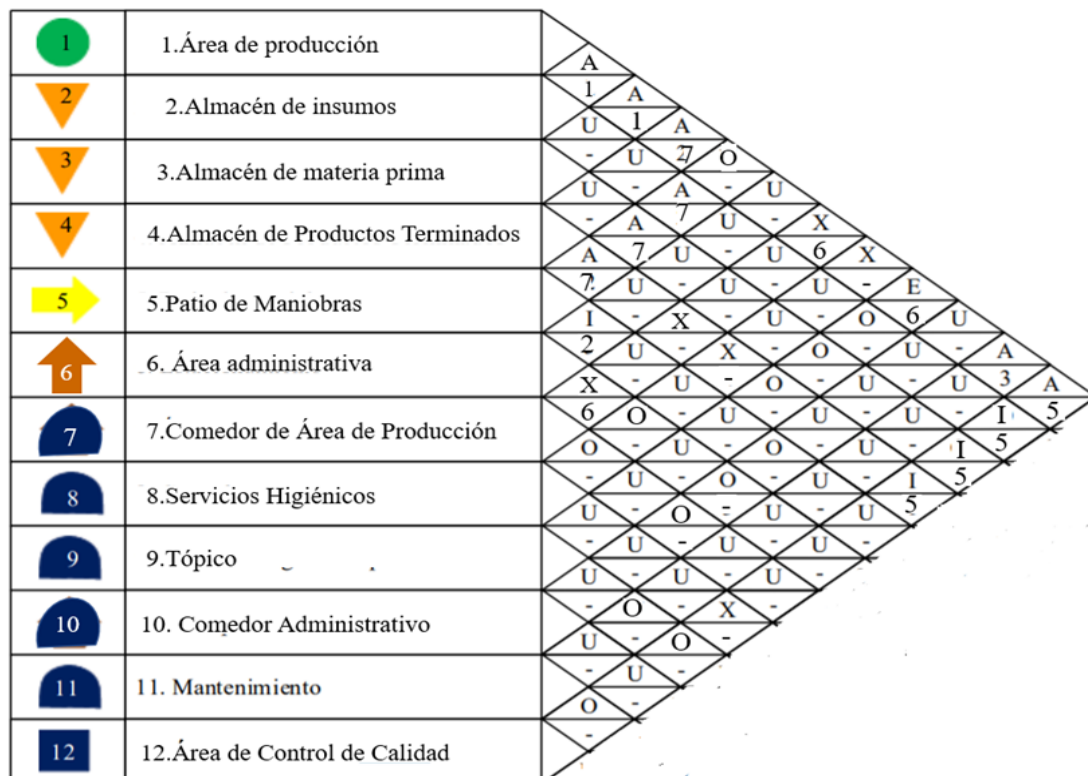 1 1.Área de producción
2 2.Almacén de insumos
3 3.Almacén de materia prima
4 4.Almacén de Productos Terminados
5 5.Patio de Maniobras
6 6. Área administrativa
7 7.Comedor de Área de Producción
8 8.Servicios Higiénicos
9 9.Tópico
10 10. Comedor Administrativo
11 11. Mantenimiento
12 12.Área de Control de Calidad
A
1 A
U 1 A
- U 7 O
U - A - U
- A 7 U - X
A 7 U - U 6 X
7 U - U - U - E
I - X - U - O 6 U
2 U - X - O - U - A
X - U - O - U - U 3 A
6 O - U - U - U - I 5
O - U - O - U - I 5
- U - O - U - I 5
U - O - U - U 5
- U - U - U -
U - U - U -
- O - X -
U - O -
- U -
O -
-